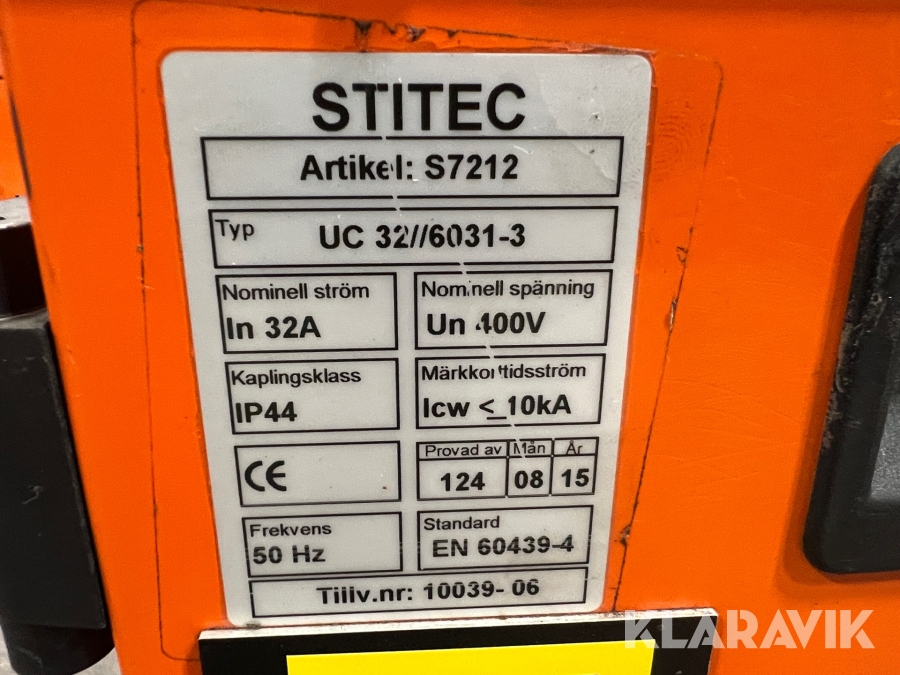 STITEC
Artikel: S7212
Typ UC 32//6031-3
Nominell ström
In 32A
Nominell spänning
Un 400V
Kaplingsklass
IP44
Märkkortidsström
Icw ≤ 10kA
CE
Provad av Mån År
124 08 15
Frekvens
50 Hz
Standard
EN 60439-4
Tillv.nr: 10039-06
KLARAVIK